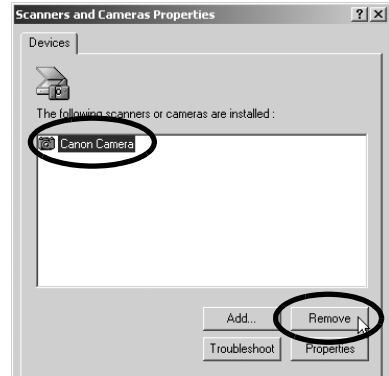 Scanners and Cameras Properties
Devices
The following scanners or cameras are installed :
Canon Camera
Add... Remove
Troubleshoot Properties